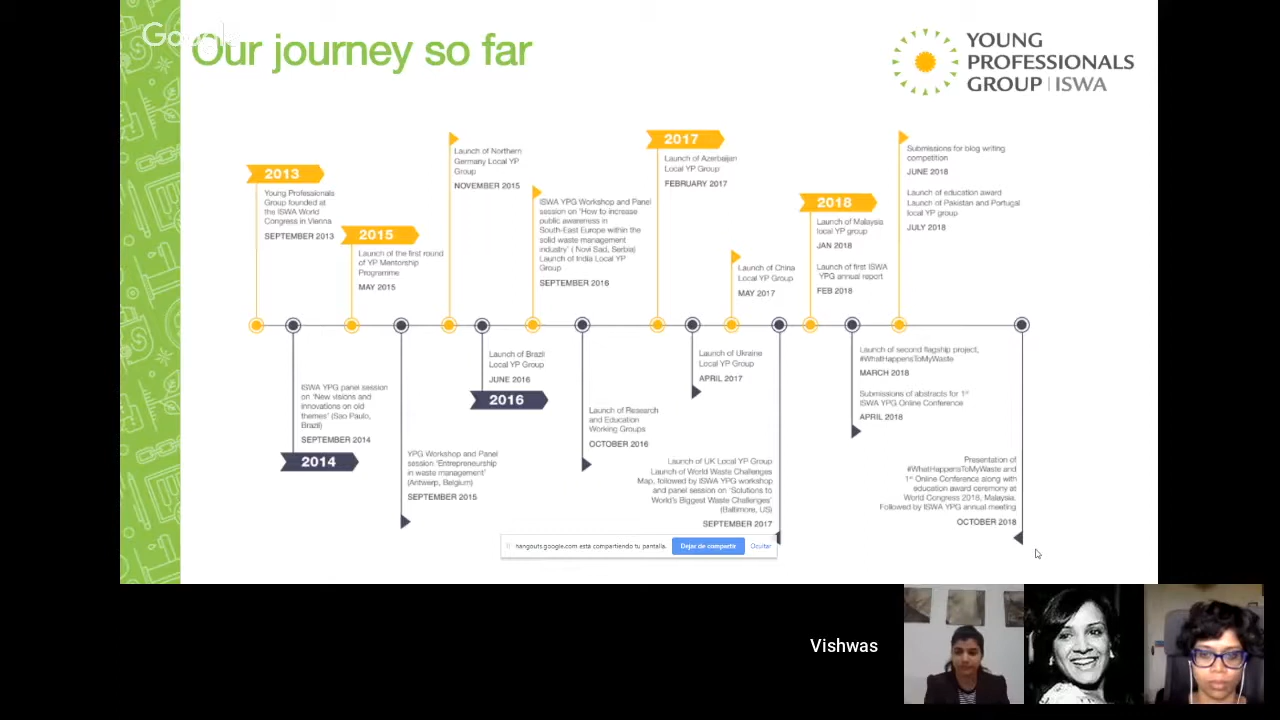 Google
Our journey so far
YOUNG
PROFESSIONALS
GROUP | ISWA
2013
Young Professionals
Group founded at
the ISWA World
Congress in Vienna
SEPTEMBER 2013
ISWA YPG panel session
on 'New visions and
innovations on old
themes' (Sao Paulo,
Brazil)
SEPTEMBER 2014
2014
2015
Launch of the first round
of YP Mentorship
Programme
MAY 2015
YPG Workshop and Panel
session 'Entrepreneurship
in waste management'
(Antwerp, Belgium)
SEPTEMBER 2015
Launch of Northern
Germany Local YP
Group
NOVEMBER 2015
Launch of Brazil
Local YP Group
JUNE 2016
2016
ISWA YPG Workshop and Panel
session on 'How to increase
public awareness in
South-East Europe within the
solid waste management
industry' ( Novi Sad, Serbia)
Launch of India Local YP
Group
SEPTEMBER 2016
Launch of Research
and Education
Working Groups
OCTOBER 2016
2017
Launch of Azerbeijan
Local YP Group
FEBRUARY 2017
Launch of Ukraine
Local YP Group
APRIL 2017
Launch of China
Local YP Group
MAY 2017
Launch of UK Local YP Group
Launch of World Waste Challenges
Map, followed by ISWA YPG workshop
and panel session on 'Solutions to
World's Biggest Waste Challenges'
(Baltimore, US)
SEPTEMBER 2017
2018
Launch of Malaysia
local YP group
JAN 2018
Launch of first ISWA
YPG annual report
FEB 2018
Launch of second flagship project,
#WhatHappensToMyWaste
MARCH 2018
Submissions of abstracts for 1st
ISWA YPG Online Conference
APRIL 2018
Submissions for blog writing
competition
JUNE 2018
Launch of education award
Launch of Pakistan and Portugal
local YP group
JULY 2018
Presentation of
#WhatHappensToMyWaste and
1st Online Conference along with
education award ceremony at
World Congress 2018, Malaysia.
Followed by ISWA YPG annual meeting
OCTOBER 2018
hangouts.google.com está compartiendo tu pantalla.
Dejar de compartir
Ocultar
Vishwas